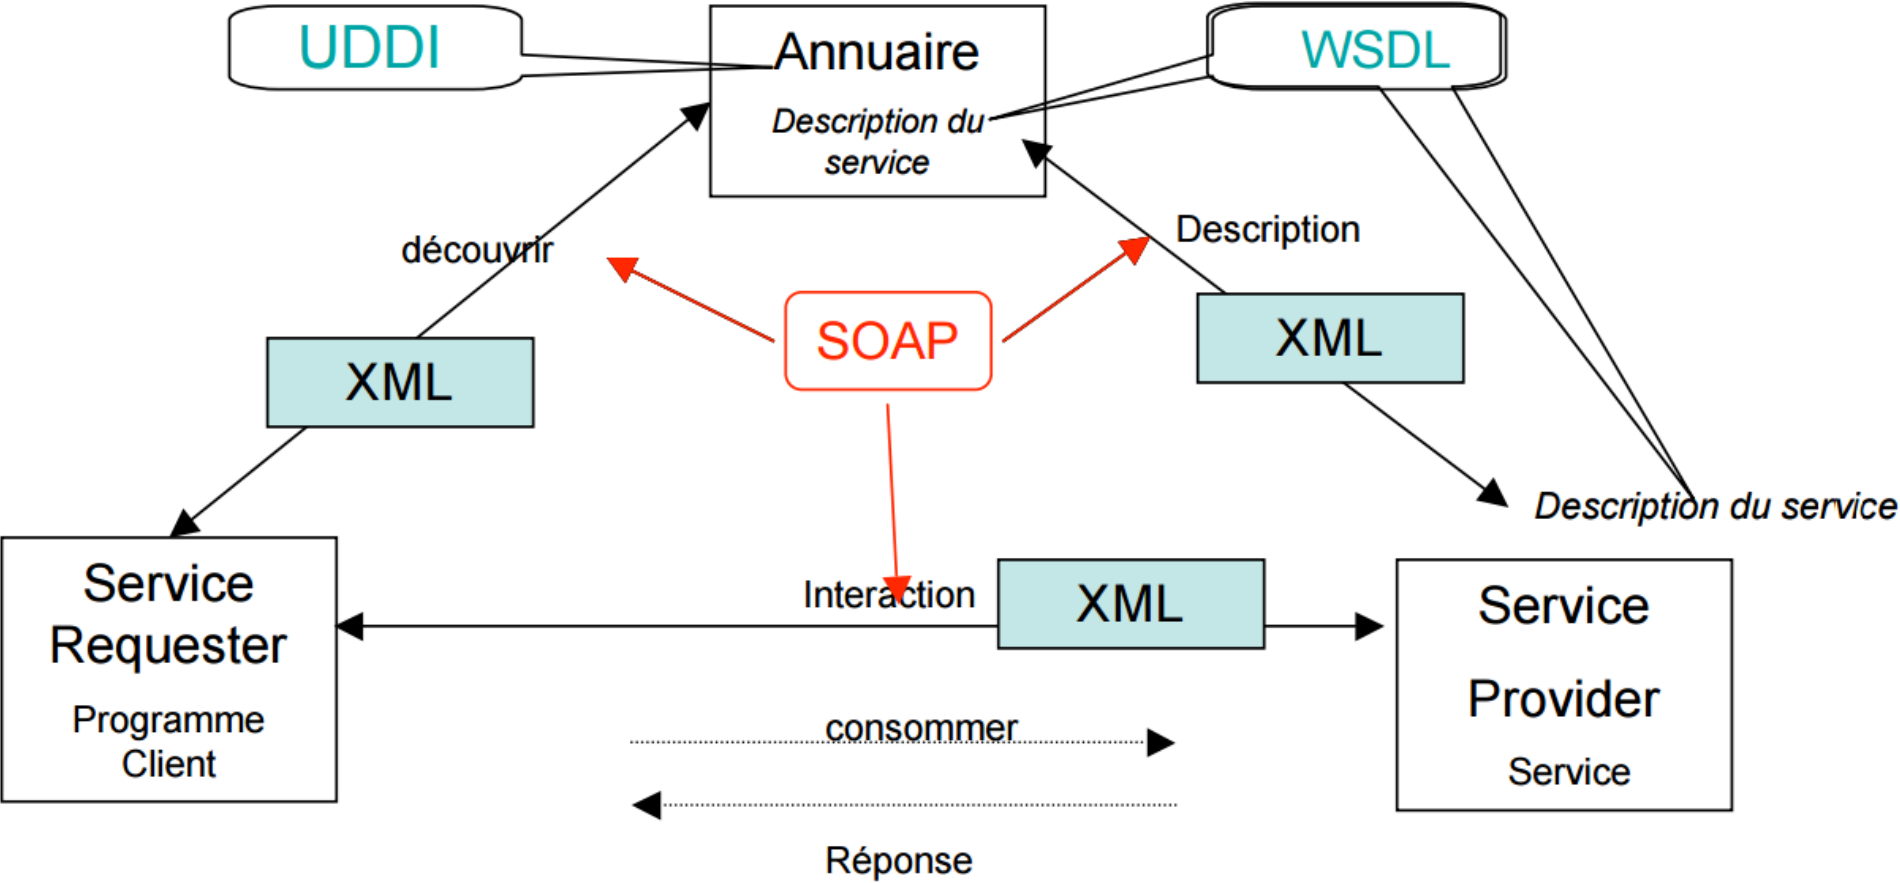 UDDI
Annuaire
WSDL
Description du
service
découvrir
Description
SOAP
XML
XML
Description du service
Service
Requester
Programme
Client
Interaction
XML
Service
Provider
Service
consommer
Réponse